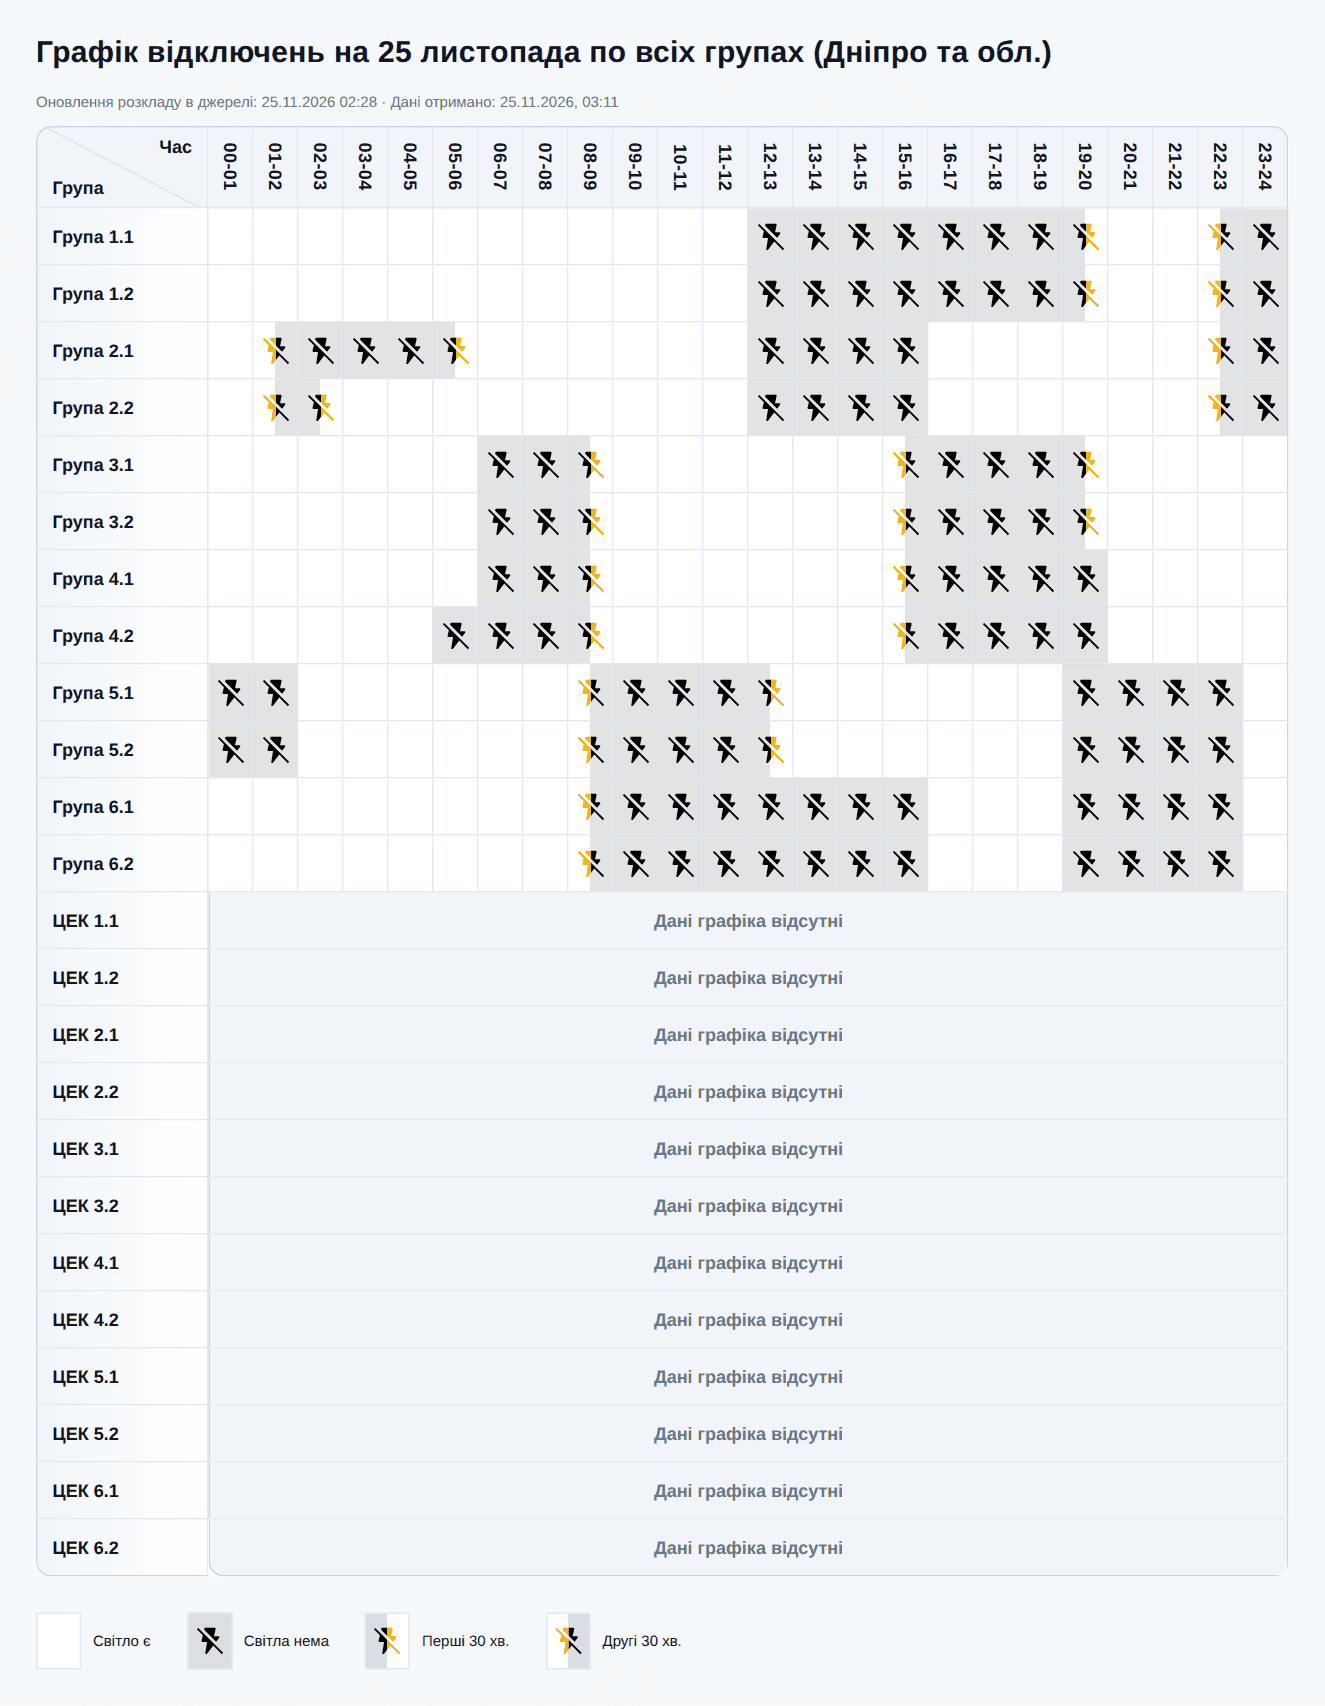 Графік відключень на 25 листопада по всіх групах (Дніпро та обл.)
Оновлення розкладу в джерелі: 25.11.2026 02:28 · Дані отримано: 25.11.2026, 03:11
Час
Група
00-01
01-02
02-03
03-04
04-05
05-06
06-07
07-08
08-09
09-10
10-11
11-12
12-13
13-14
14-15
15-16
16-17
17-18
18-19
19-20
20-21
21-22
22-23
23-24
Група 1.1
Група 1.2
Група 2.1
Група 2.2
Група 3.1
Група 3.2
Група 4.1
Група 4.2
Група 5.1
Група 5.2
Група 6.1
Група 6.2
ЦЕК 1.1 Дані графіка відсутні
ЦЕК 1.2 Дані графіка відсутні
ЦЕК 2.1 Дані графіка відсутні
ЦЕК 2.2 Дані графіка відсутні
ЦЕК 3.1 Дані графіка відсутні
ЦЕК 3.2 Дані графіка відсутні
ЦЕК 4.1 Дані графіка відсутні
ЦЕК 4.2 Дані графіка відсутні
ЦЕК 5.1 Дані графіка відсутні
ЦЕК 5.2 Дані графіка відсутні
ЦЕК 6.1 Дані графіка відсутні
ЦЕК 6.2 Дані графіка відсутні
Світло є Світла нема Перші 30 хв. Другі 30 хв.